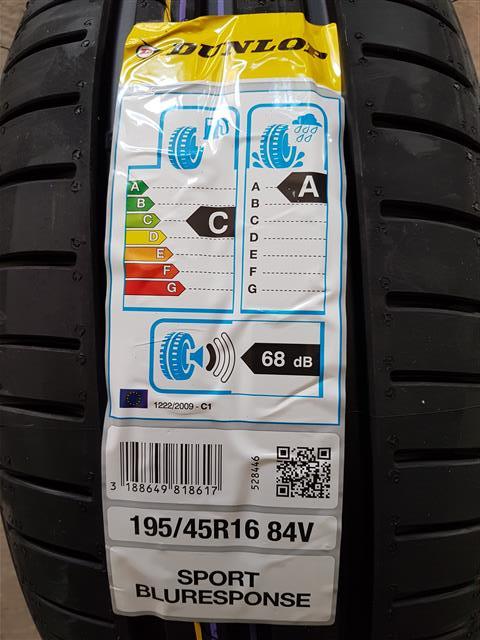 DUNLOP
A
B
C
D
E
F
G
C
A
B
C
D
E
F
G
A
68 dB
1222/2009 - C1
3 188649 818617
528446
195/45R16 84V
SPORT
BLURESPONSE